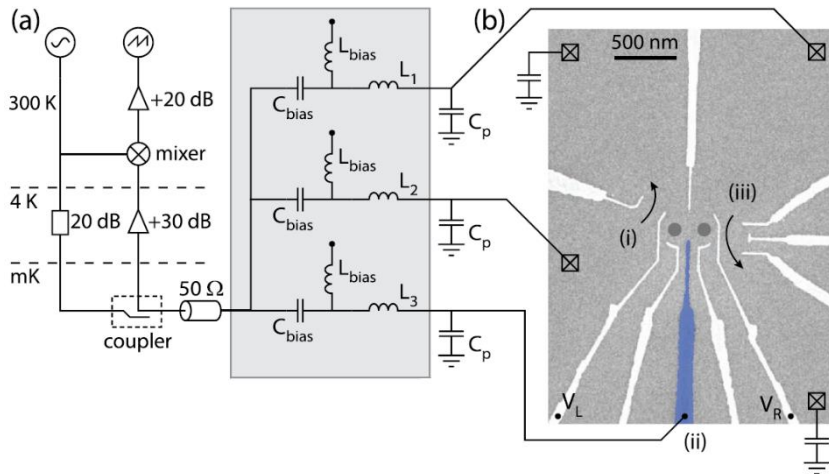 (a)
300 K
+20 dB
mixer
4 K
20 dB
+30 dB
mK
50 Ω
coupler
L_bias
C_bias
L_1
C_p
L_bias
C_bias
L_2
C_p
L_bias
C_bias
L_3
C_p
(b)
500 nm
(i)
(iii)
V_L
(ii)
V_R